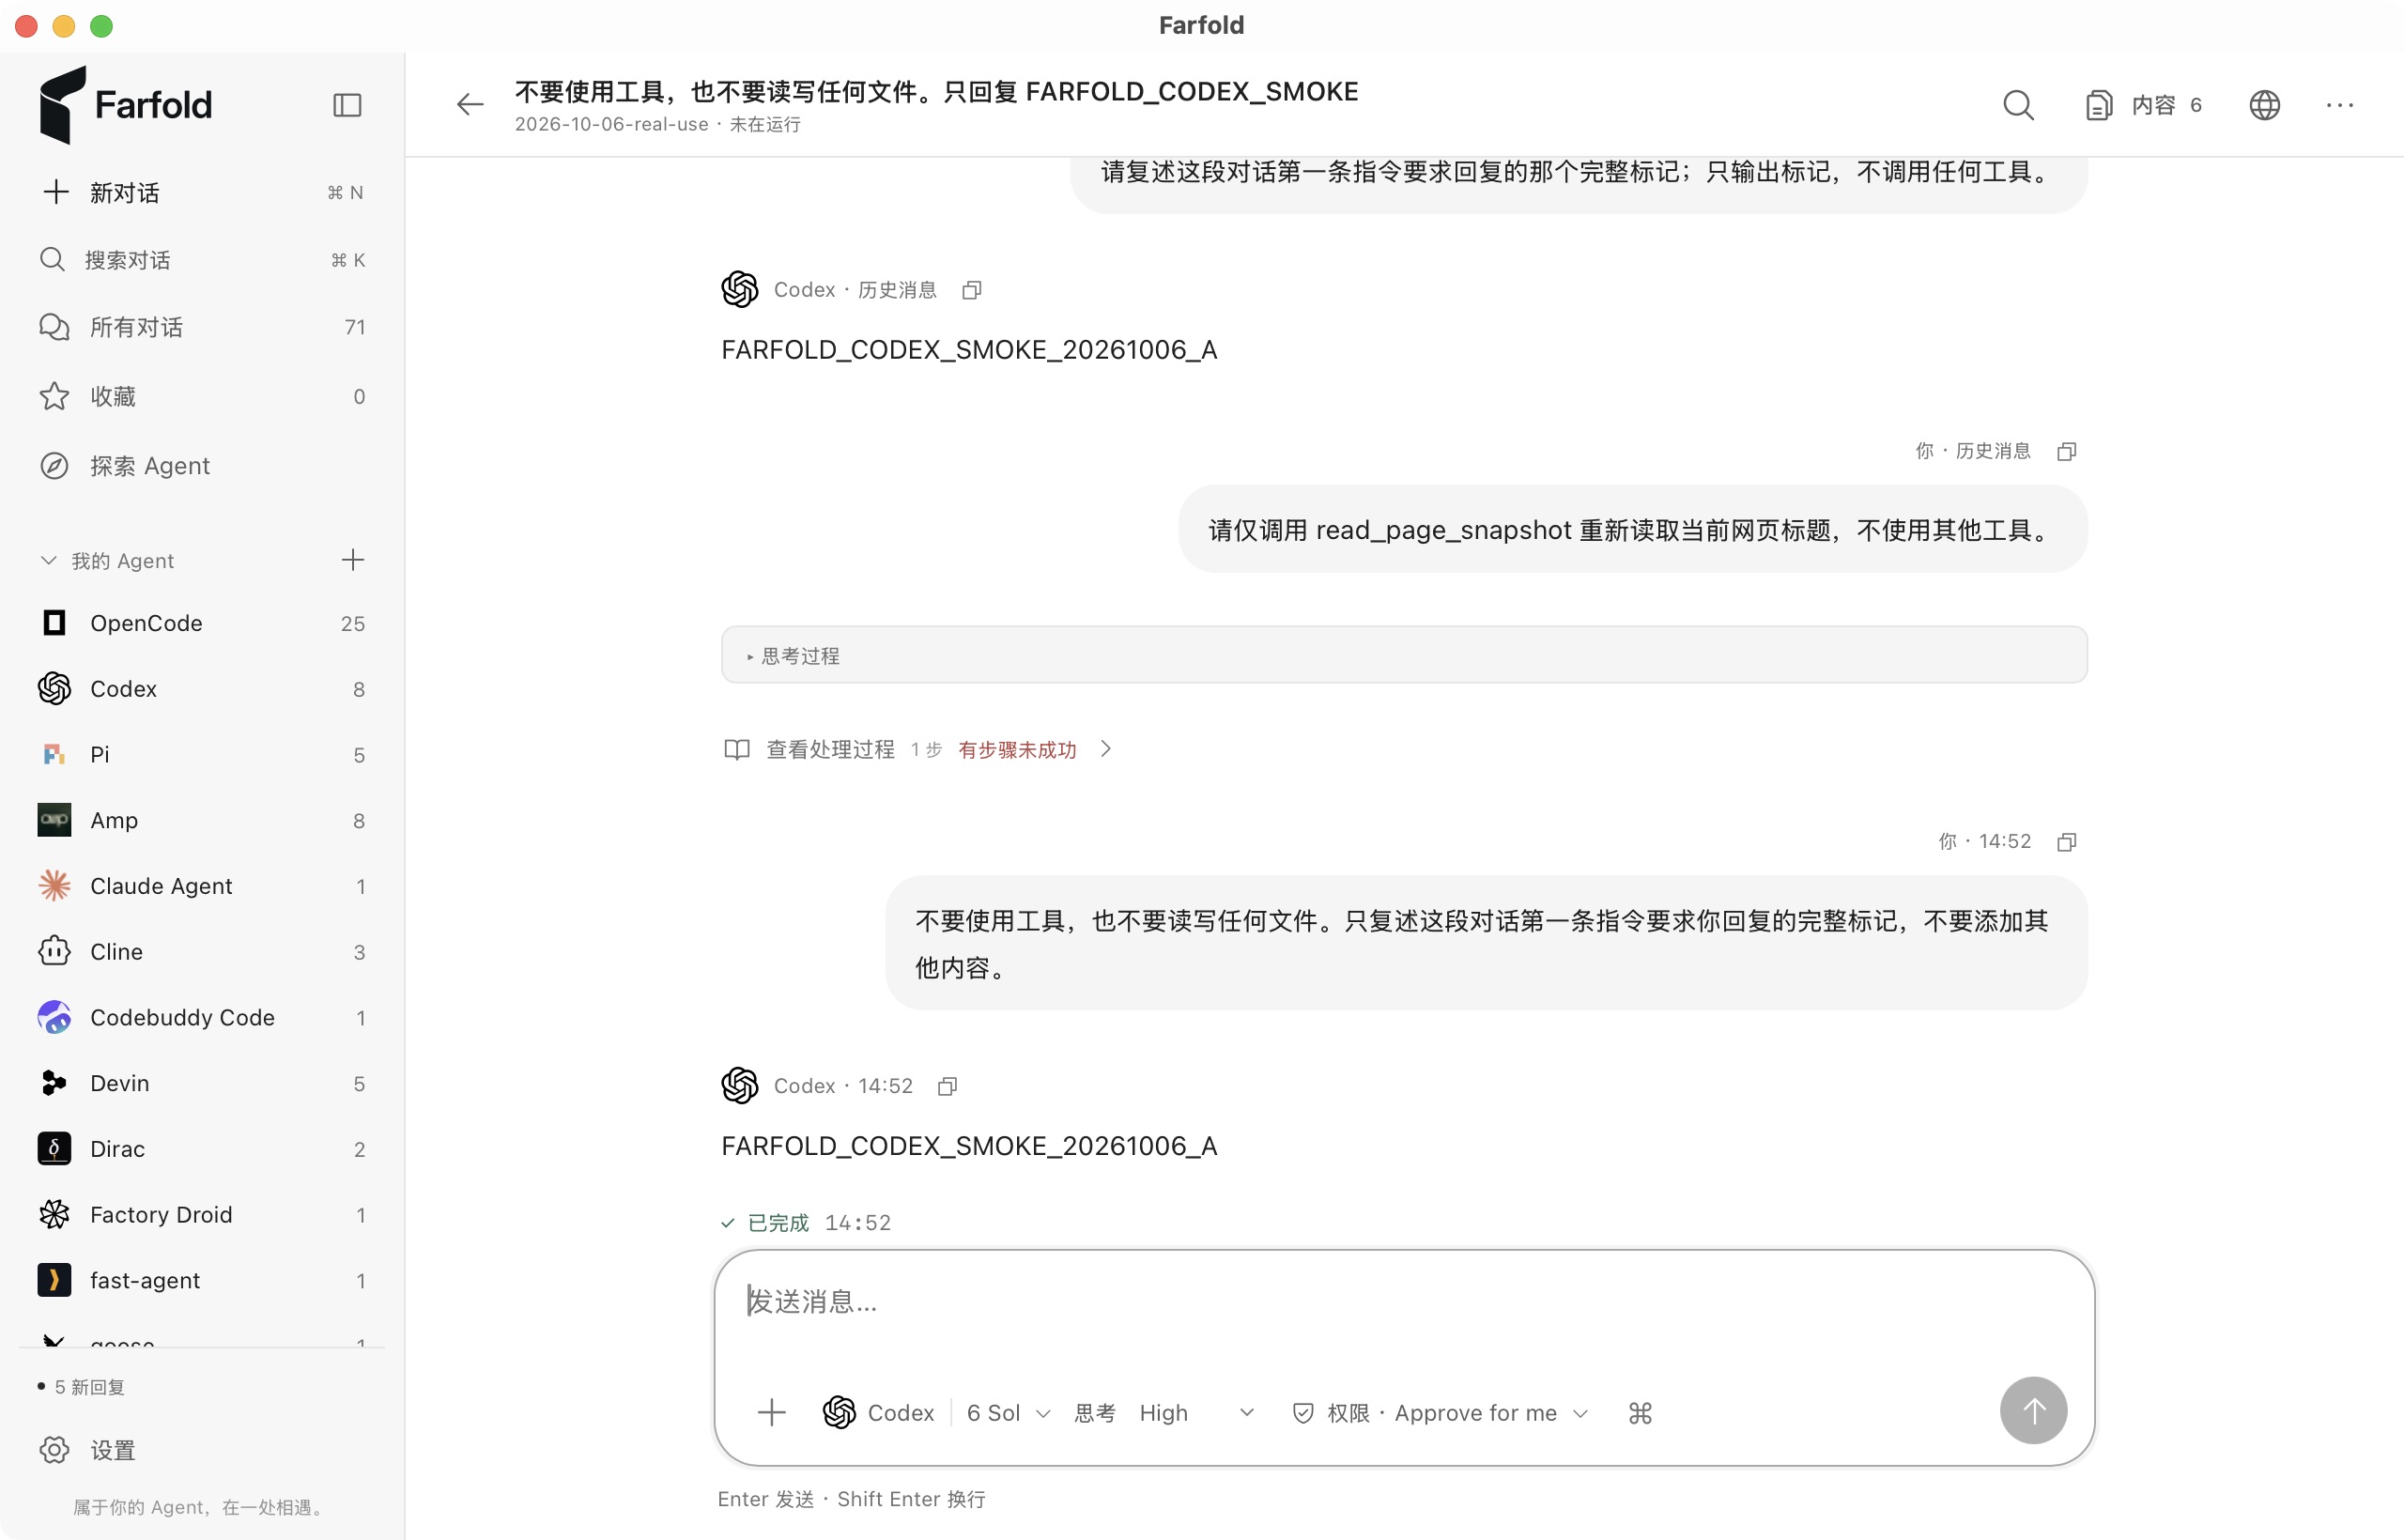 Farfold
Farfold
新对话 ⌘ N
搜索对话 ⌘ K
所有对话 71
收藏 0
探索 Agent
我的 Agent
OpenCode 25
Codex 8
Pi 5
Amp 8
Claude Agent 1
Cline 3
Codebuddy Code 1
Devin 5
Dirac 2
Factory Droid 1
fast-agent 1
5 新回复
设置
属于你的 Agent，在一处相遇。
不要使用工具，也不要读写任何文件。只回复 FARFOLD_CODEX_SMOKE
2026-10-06-real-use · 未在运行
内容 6
请复述这段对话第一条指令要求回复的那个完整标记；只输出标记，不调用任何工具。
Codex · 历史消息
FARFOLD_CODEX_SMOKE_20261006_A
你 · 历史消息
请仅调用 read_page_snapshot 重新读取当前网页标题，不使用其他工具。
思考过程
查看处理过程 1 步 有步骤未成功
你 · 14:52
不要使用工具，也不要读写任何文件。只复述这段对话第一条指令要求你回复的完整标记，不要添加其
他内容。
Codex · 14:52
FARFOLD_CODEX_SMOKE_20261006_A
已完成 14:52
发送消息...
Codex 6 Sol 思考 High 权限 · Approve for me ⌘
Enter 发送 · Shift Enter 换行